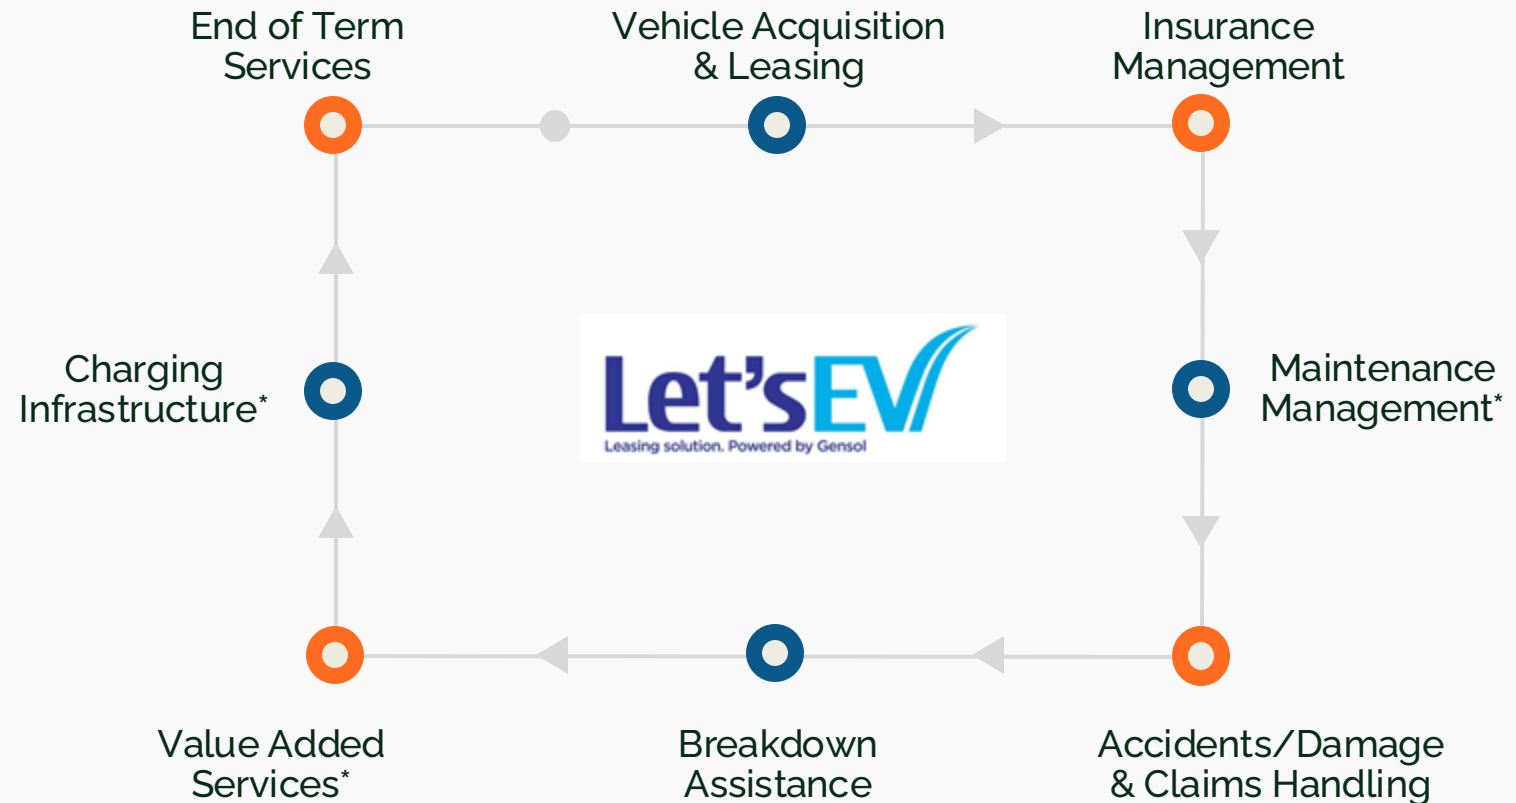 End of Term
Services
Vehicle Acquisition
& Leasing
Insurance
Management
Charging
Infrastructure*
Let'sEV
Leasing solution. Powered by Gensol
Maintenance
Management*
Value Added
Services*
Breakdown
Assistance
Accidents/Damage
& Claims Handling